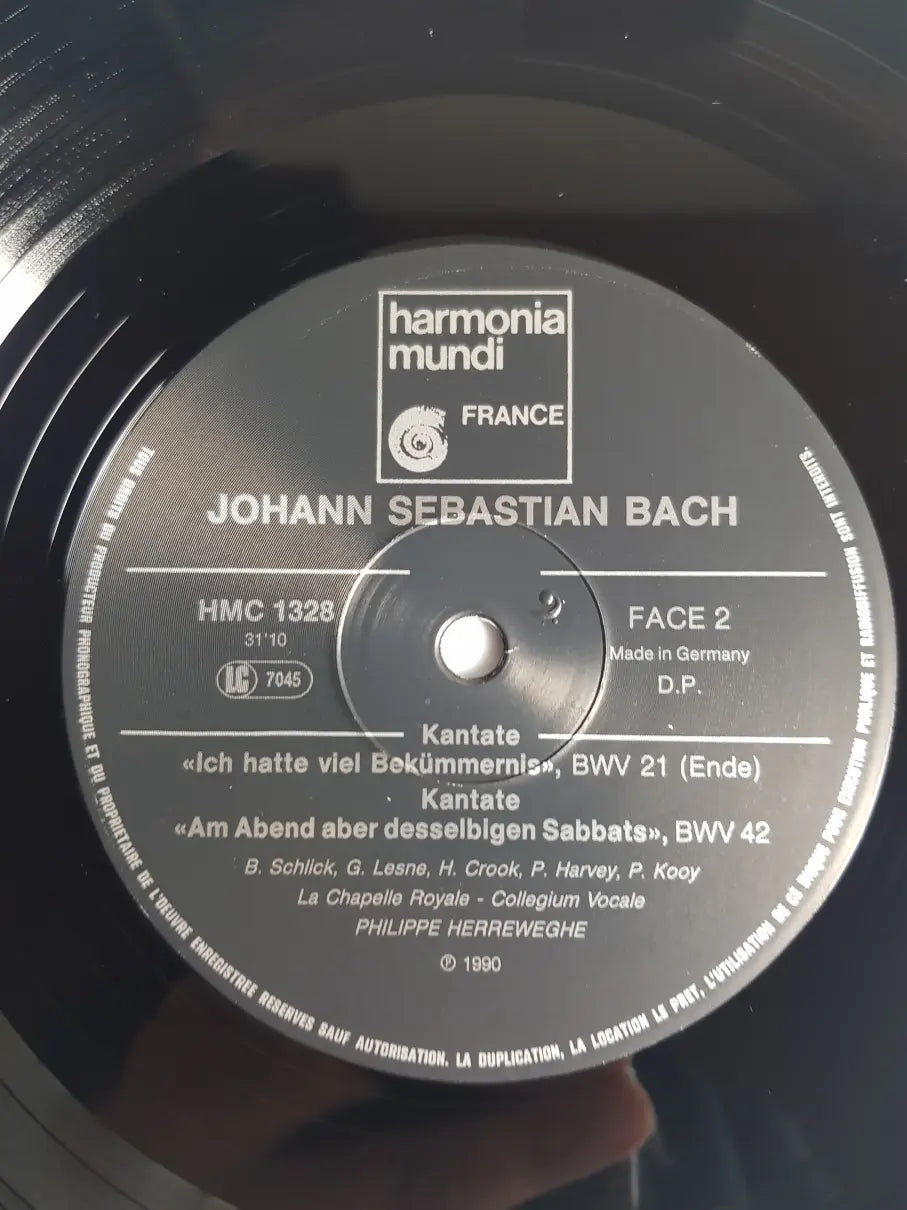 harmonia
mundi
FRANCE
JOHANN SEBASTIAN BACH
HMC 1328
31'10
LC 7045
FACE 2
Made in Germany
D.P.
Kantate
«Ich hatte viel Bekümmernis», BWV 21 (Ende)
Kantate
«Am Abend aber desselbigen Sabbats», BWV 42
B. Schlick, G. Lesne, H. Crook, P. Harvey, P. Kooy
La Chapelle Royale - Collegium Vocale
PHILIPPE HERREWEGHE
℗ 1990
TOUS DROITS DU PRODUCTEUR PHONOGRAPHIQUE ET DU PROPRIETAIRE DE L'OEUVRE ENREGISTREE RESERVES SAUF AUTORISATION. LA DUPLICATION, LA LOCATION LE PRET, L'UTILISATION DE CE DISQUE POUR EXECUTION PUBLIQUE ET RADIODIFFUSION SONT INTERDITS.